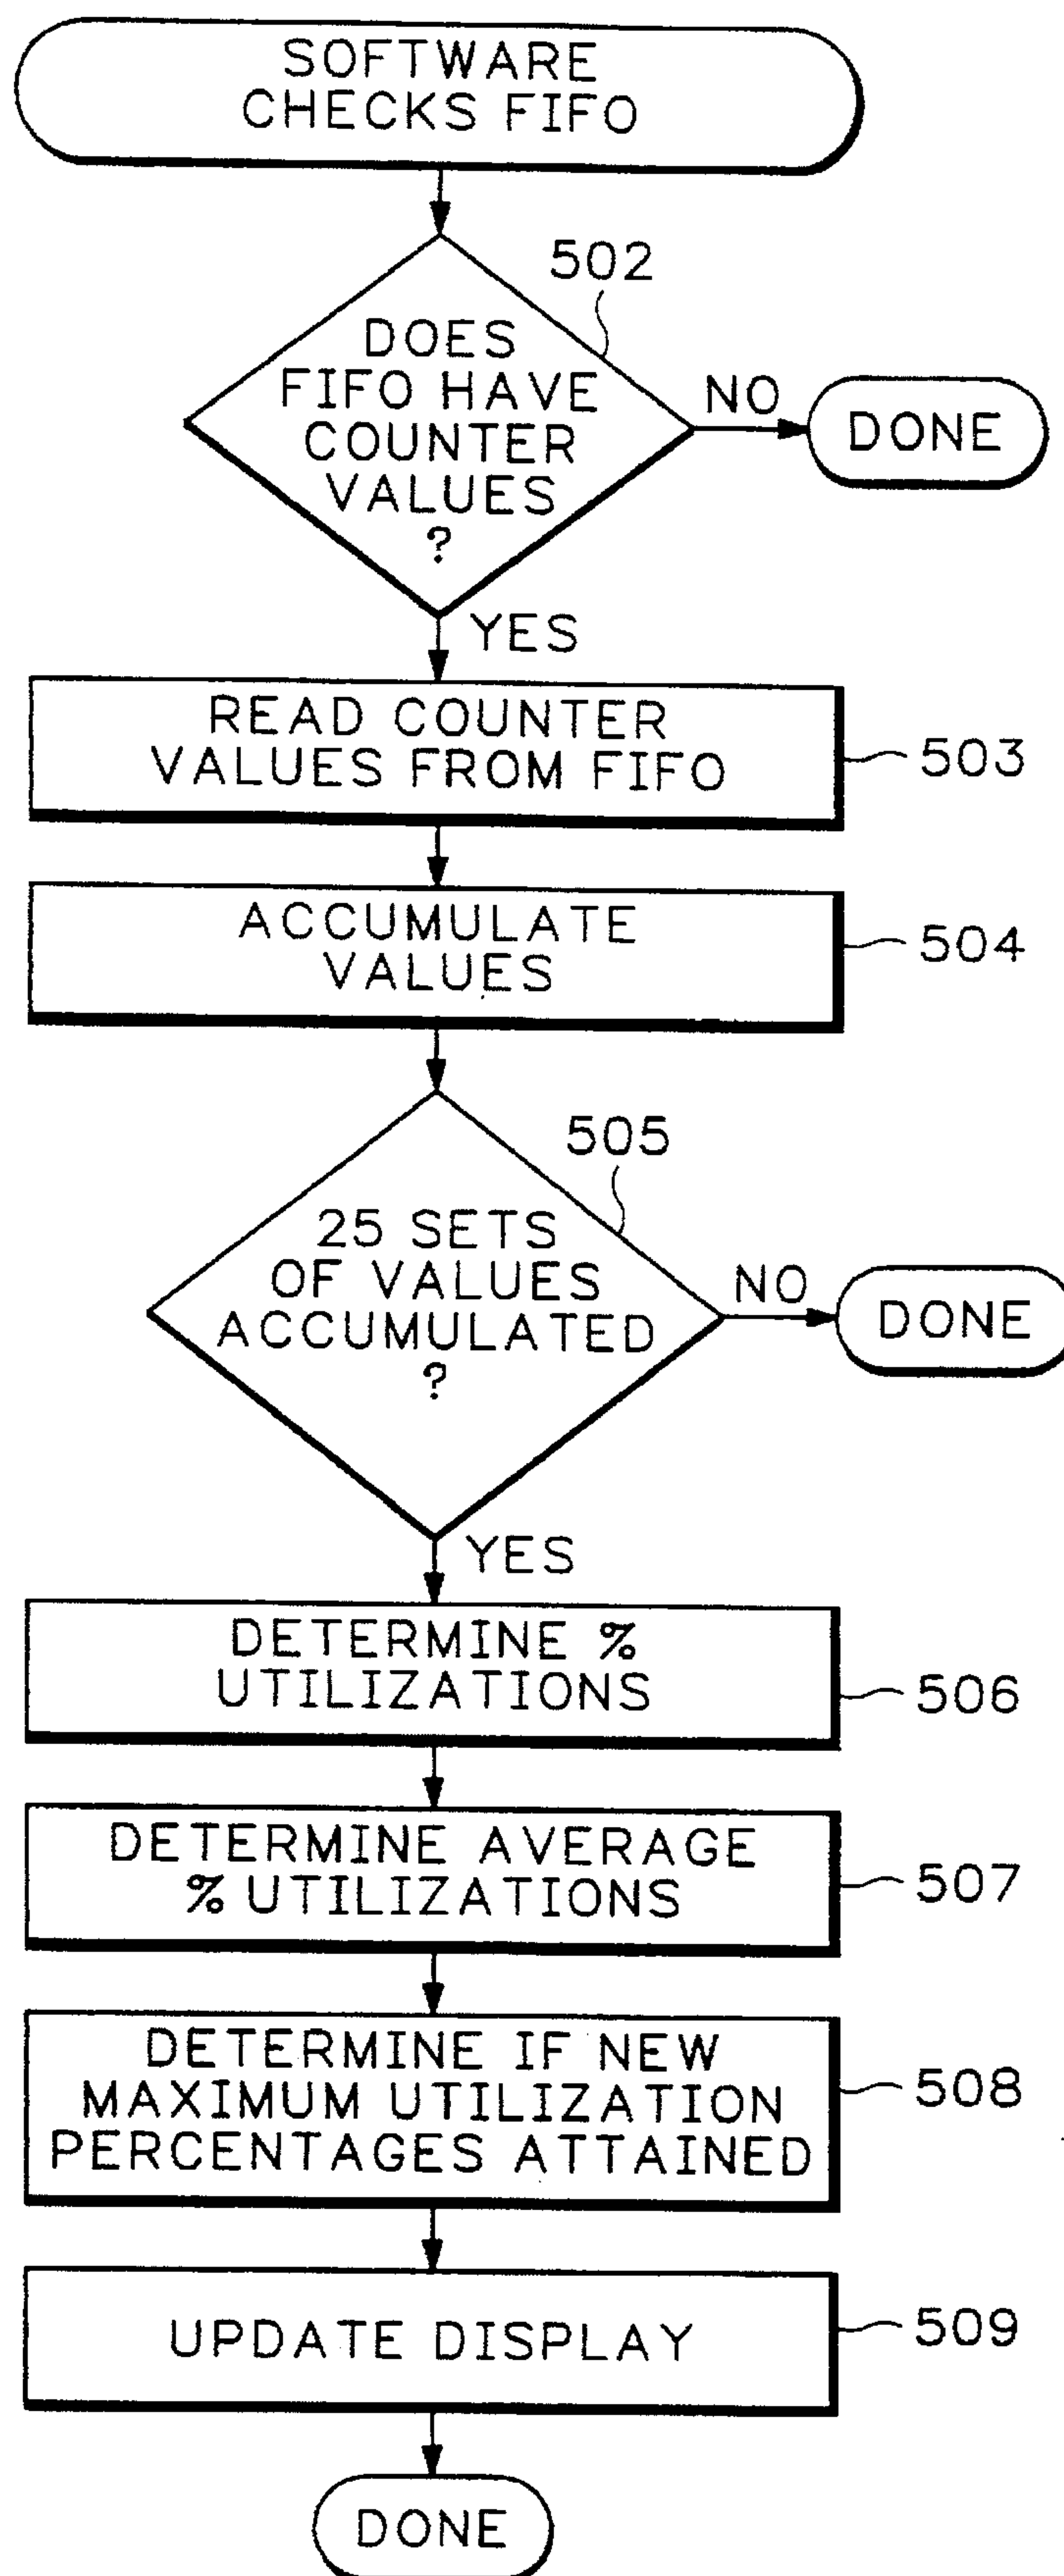 SOFTWARE
CHECKS FIFO
502
DOES
FIFO HAVE
COUNTER
VALUES
?
NO
DONE
YES
READ COUNTER
VALUES FROM FIFO
503
ACCUMULATE
VALUES
504
505
25 SETS
OF VALUES
ACCUMULATED
?
NO
DONE
YES
DETERMINE %
UTILIZATIONS
506
DETERMINE AVERAGE
% UTILIZATIONS
507
DETERMINE IF NEW
MAXIMUM UTILIZATION
PERCENTAGES ATTAINED
508
UPDATE DISPLAY
509
DONE